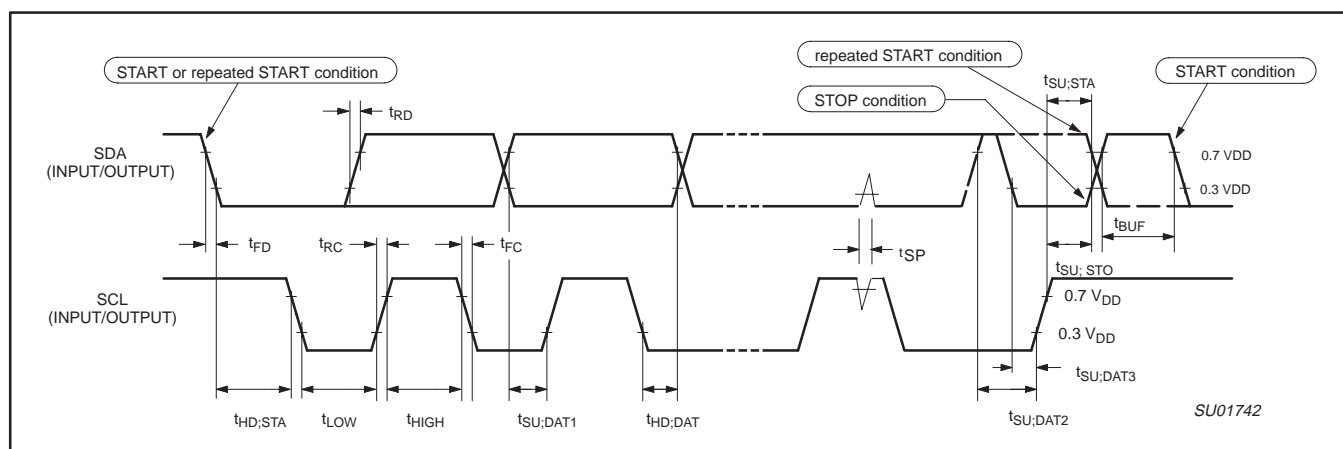 repeated START condition
START or repeated START condition
tSU;STA
START condition
STOP condition
tRD
SDA
(INPUT/OUTPUT)
0.7 VDD
0.3 VDD
tFD
tRC
tFC
tSP
tBUF
tSU; STO
SCL
(INPUT/OUTPUT)
0.7 VDD
0.3 VDD
tSU;DAT3
tHD;STA
tLOW
tHIGH
tSU;DAT1
tHD;DAT
tSU;DAT2
SU01742